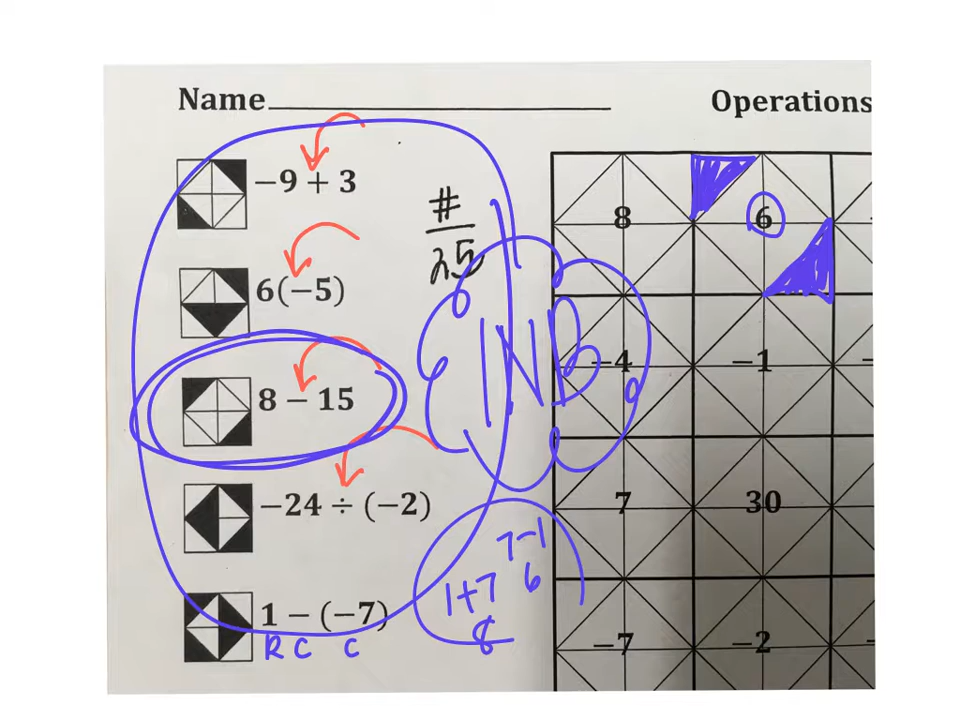 Name
Operations
−9 + 3
#
25
6(−5)
8 − 15
−24 ÷ (−2)
1 − (−7)
R C C
INB
7-1
6
1+7
8
8 6
−4 −1
7 30
−7 −2